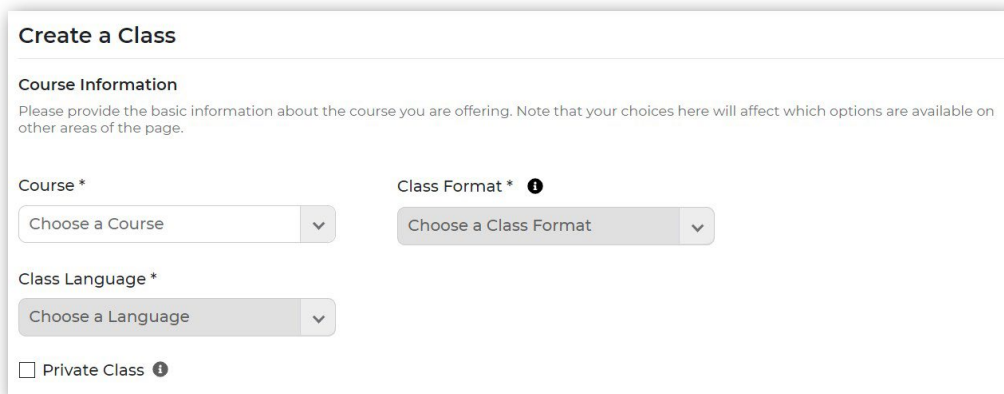 Create a Class
Course Information
Please provide the basic information about the course you are offering. Note that your choices here will affect which options are available on
other areas of the page.
Course *
Class Format *
Choose a Course
Choose a Class Format
Class Language *
Choose a Language
Private Class